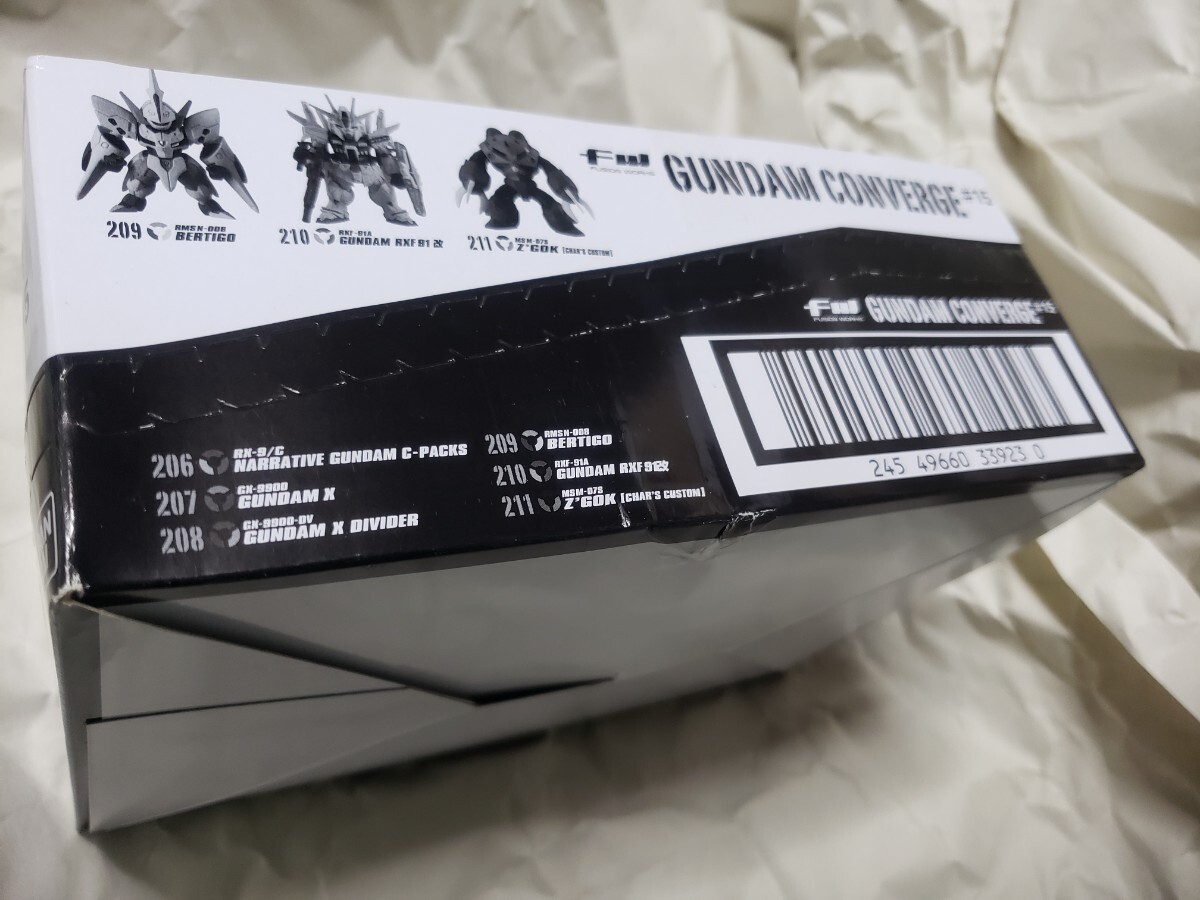 FW
FUSION WORKS
GUNDAM CONVERGE #15
209 RMSN-008
BERTIGO
210 RXF-91A
GUNDAM RXF91改
211 MSM-07S
Z'GOK [CHAR'S CUSTOM]
FW
FUSION WORKS
GUNDAM CONVERGE #15
206 RX-9/C
NARRATIVE GUNDAM C-PACKS
207 GX-9900
GUNDAM X
208 GX-9900-DV
GUNDAM X DIVIDER
209 RMSN-008
BERTIGO
210 RXF-91A
GUNDAM RXF91改
211 MSM-07S
Z'GOK [CHAR'S CUSTOM]
245 49660 33923 0